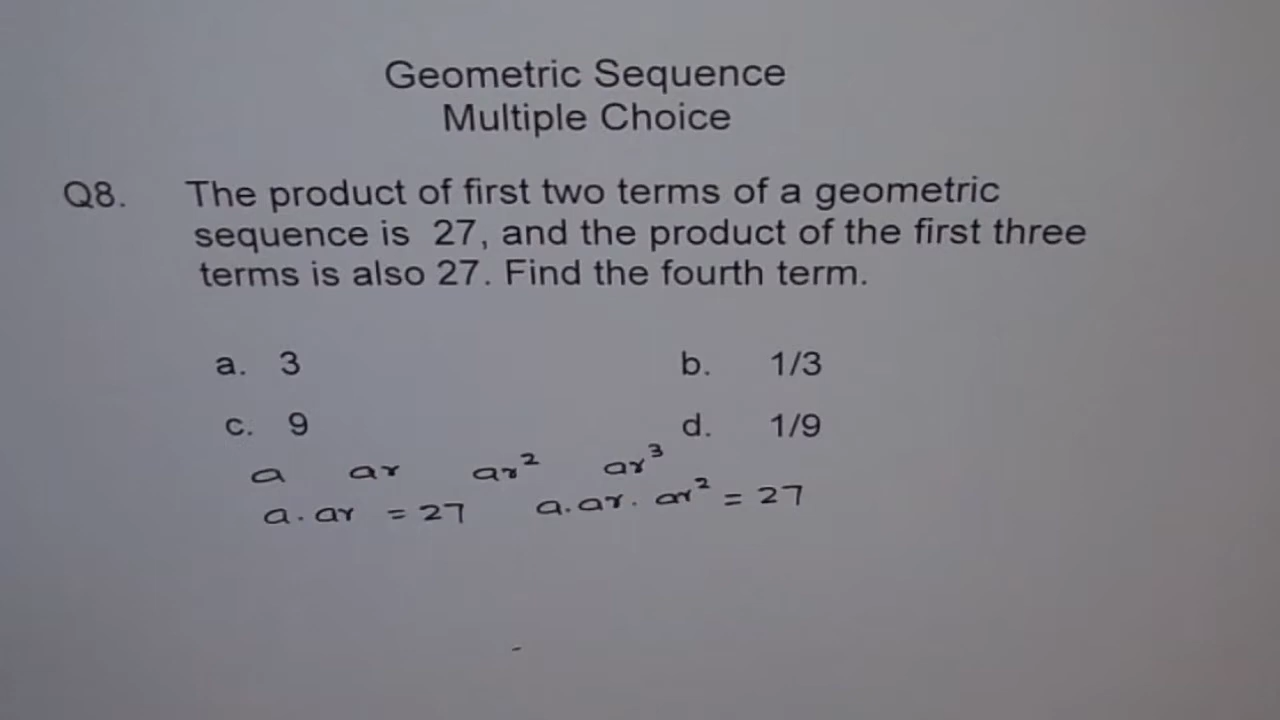 Geometric Sequence
Multiple Choice
Q8. The product of first two terms of a geometric
sequence is 27, and the product of the first three
terms is also 27. Find the fourth term.
a. 3 b. 1/3
c. 9 d. 1/9
a ar ar² ar³
a.ar = 27 a.ar.ar² = 27